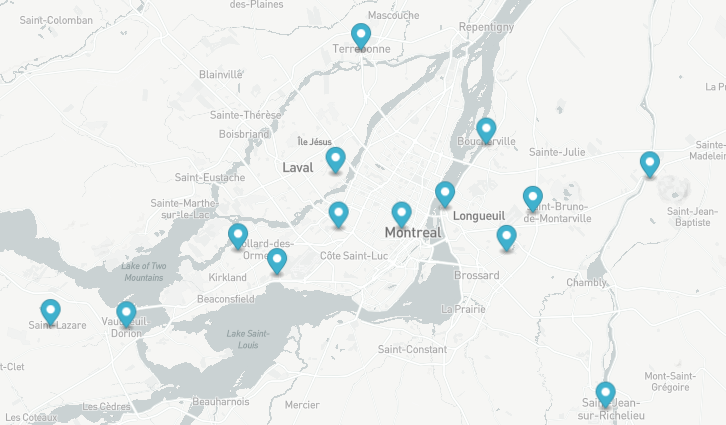 des-Plaines
Saint-Colomban
Mascouche
Repentigny
Terrebonne
Blainville
La P
Sainte-Thérèse
Boisbriand
Île Jésus
Boucherville
Sainte-Julie
Sainte-
Madelein
Laval
Saint-Eustache
Sainte-Marthe-
sur-le-Lac
Saint-Bruno-
de-Montarville
Longueuil
Saint-Jean-
Baptiste
Montreal
Dollard-des-
Ormeaux
Côte Saint-Luc
Lake of Two
Mountains
Kirkland
Brossard
Chambly
Beaconsfield
La Prairie
Saint-Lazare
Vaudreuil
Dorion
Lake Saint-
Louis
Saint-Constant
t-Clet
Mont-Saint-
Grégoire
Les Cèdres
Beauharnois
Mercier
Saint-Jean-
sur-Richelieu
Les Coteaux